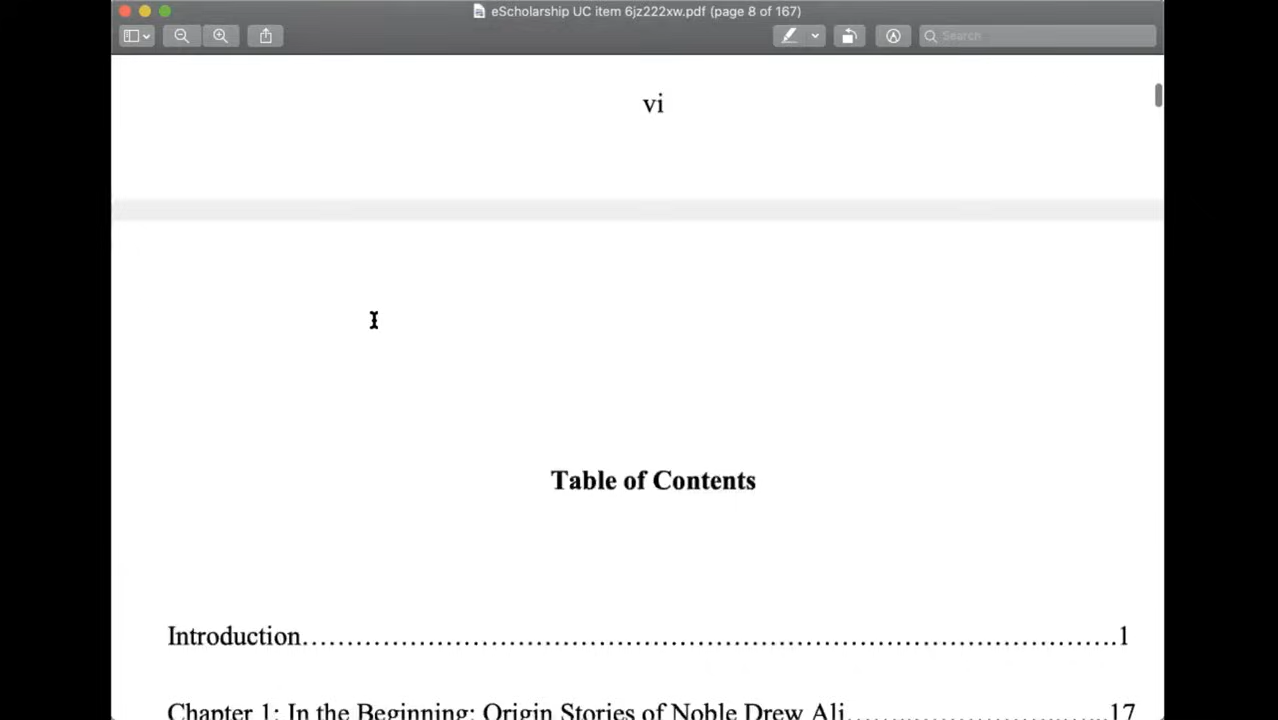 eScholarship UC item 6jz222xw.pdf (page 8 of 167)
Search
vi
Table of Contents
Introduction……………………………………………………………………………….1
Chapter 1: In the Beginning: Origin Stories of Noble Drew Ali…………………………17